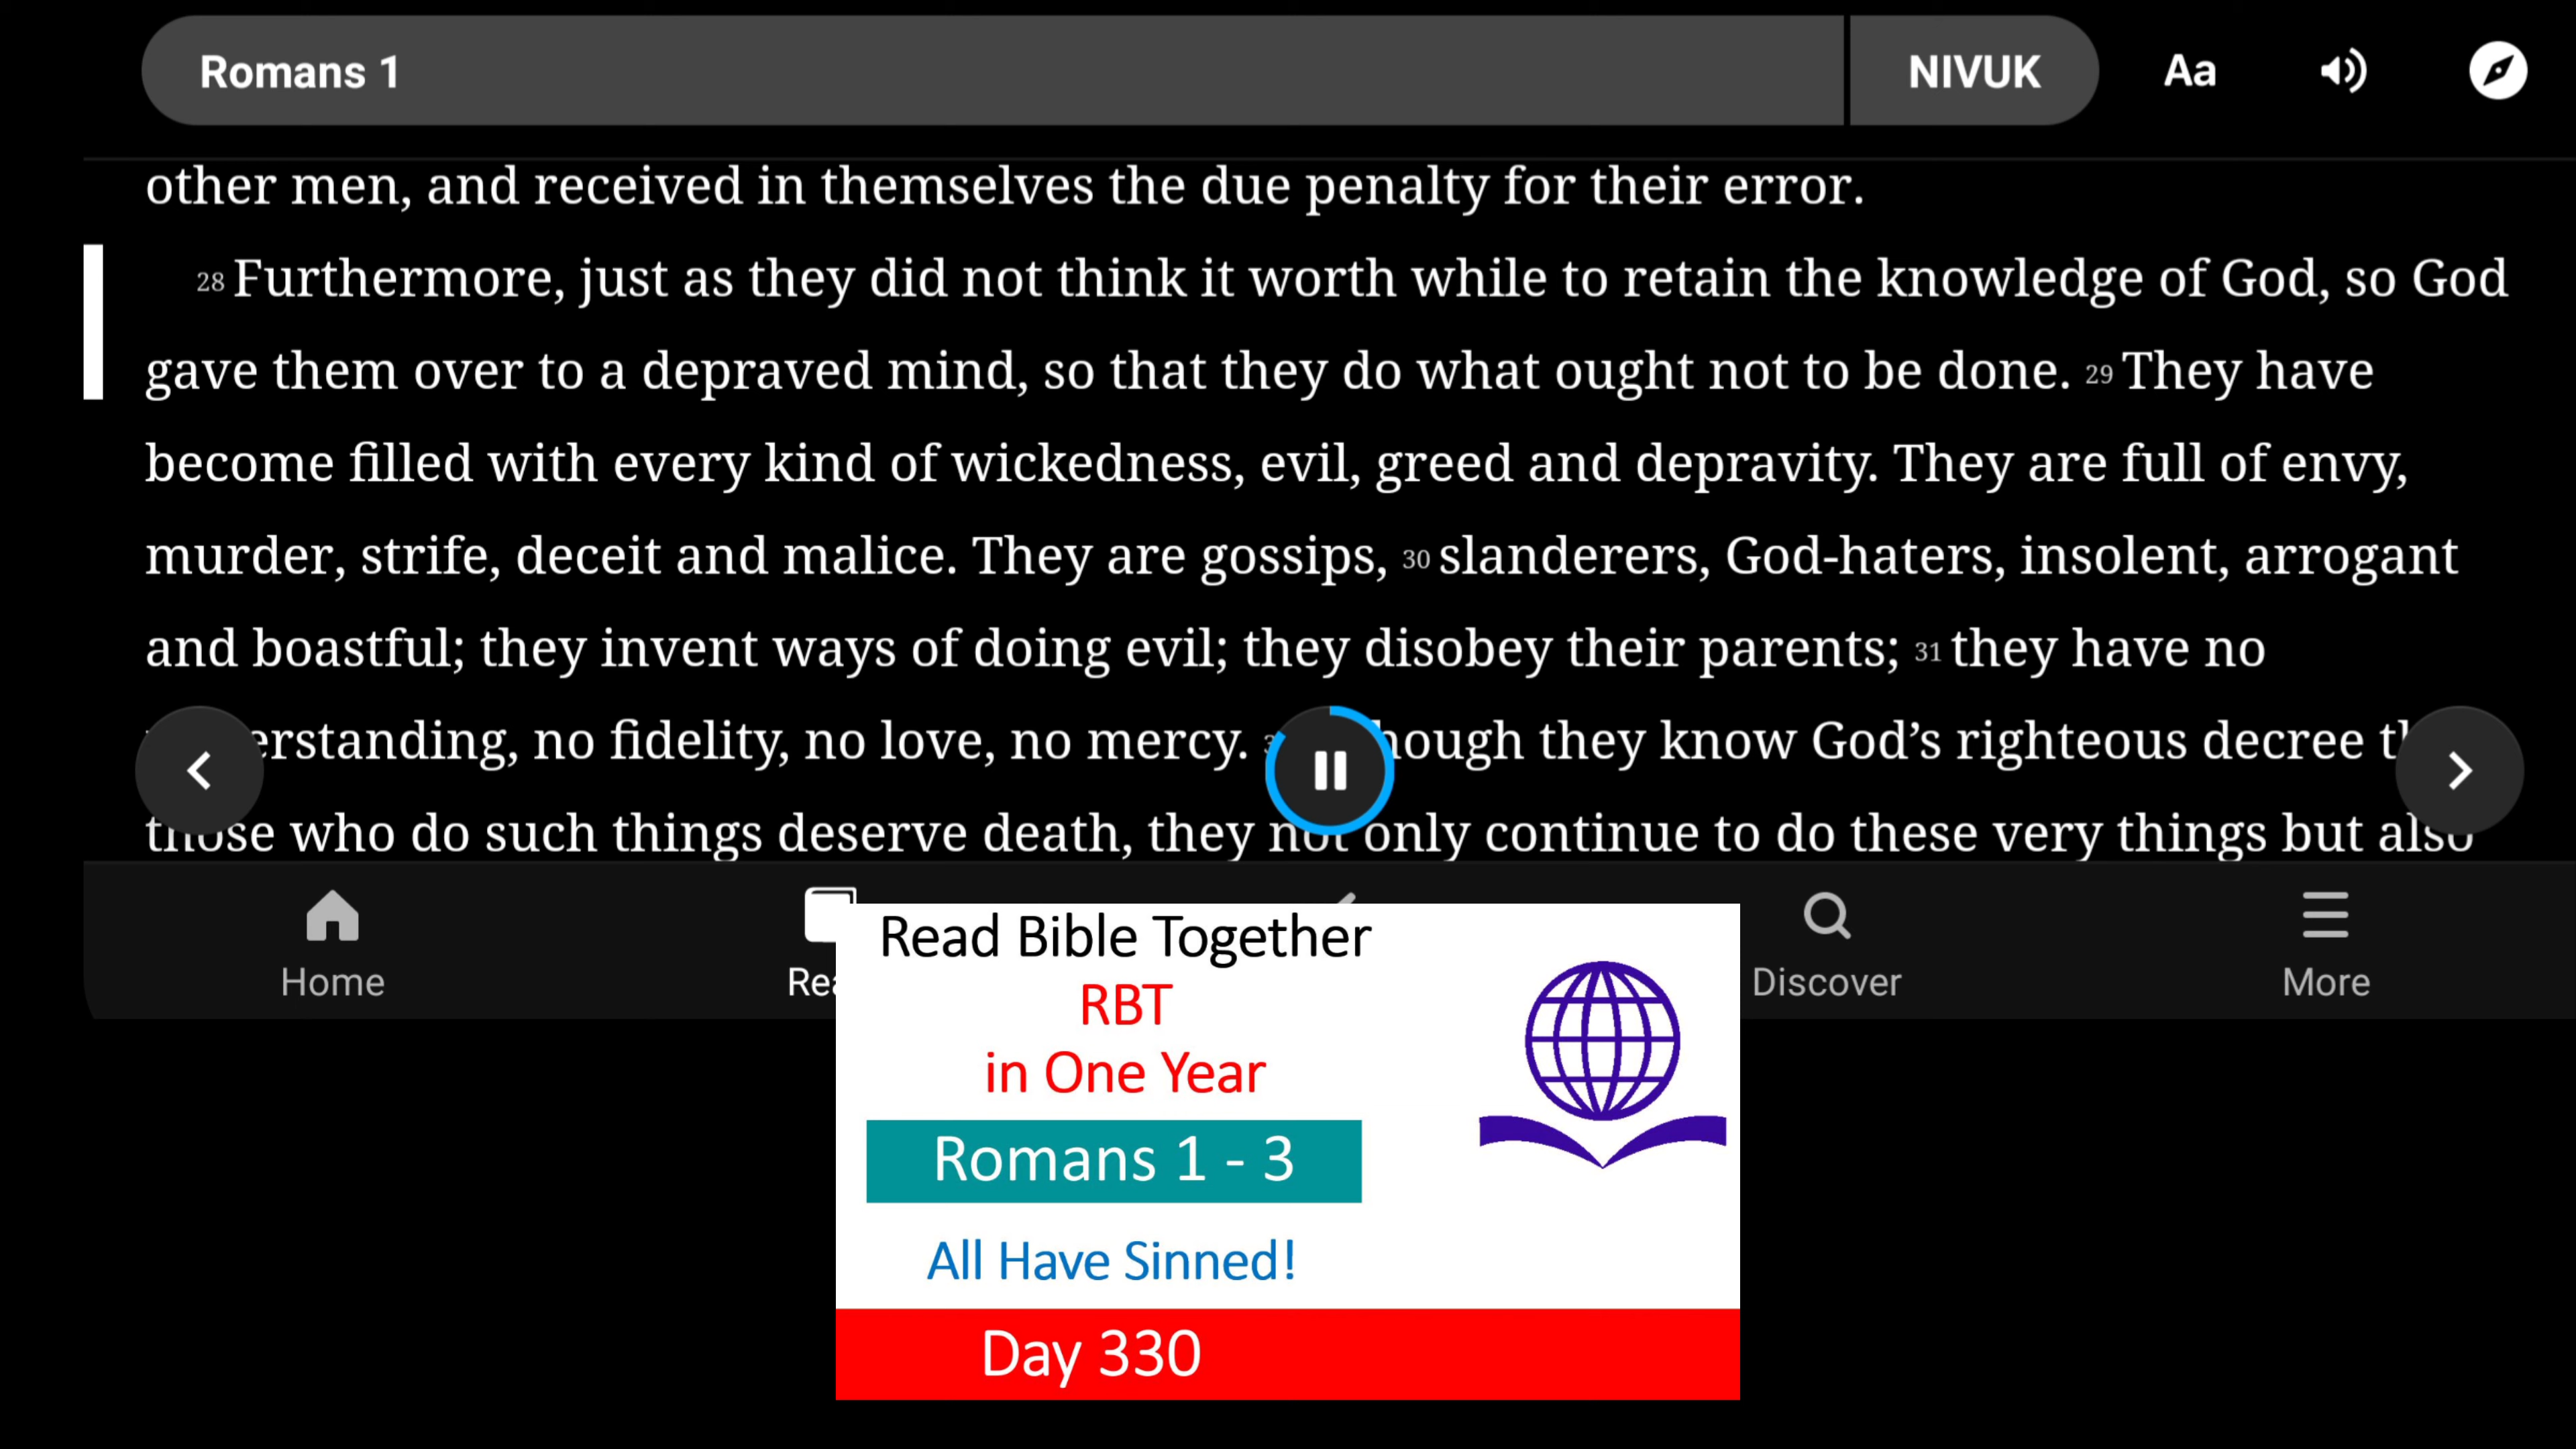 Romans 1
NIVUK
Aa
other men, and received in themselves the due penalty for their error.
28 Furthermore, just as they did not think it worth while to retain the knowledge of God, so God
gave them over to a depraved mind, so that they do what ought not to be done. 29 They have
become filled with every kind of wickedness, evil, greed and depravity. They are full of envy,
murder, strife, deceit and malice. They are gossips, 30 slanderers, God-haters, insolent, arrogant
and boastful; they invent ways of doing evil; they disobey their parents; 31 they have no
erstanding, no fidelity, no love, no mercy. hough they know God’s righteous decree
those who do such things deserve death, they not only continue to do these very things but also
Home
Discover
More
Read Bible Together
RBT
in One Year
Romans 1 - 3
All Have Sinned!
Day 330